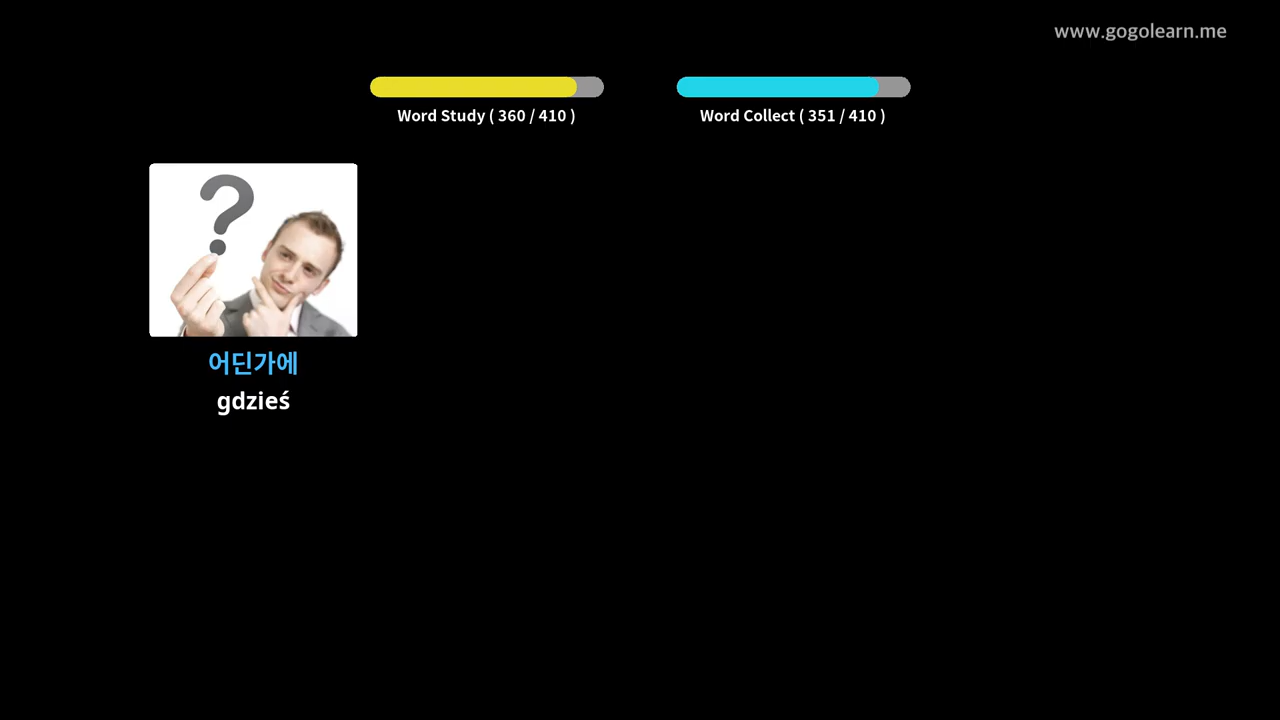 www.gogolearn.me
Word Study ( 360 / 410 )
Word Collect ( 351 / 410 )
?
어딘가에
gdzieś